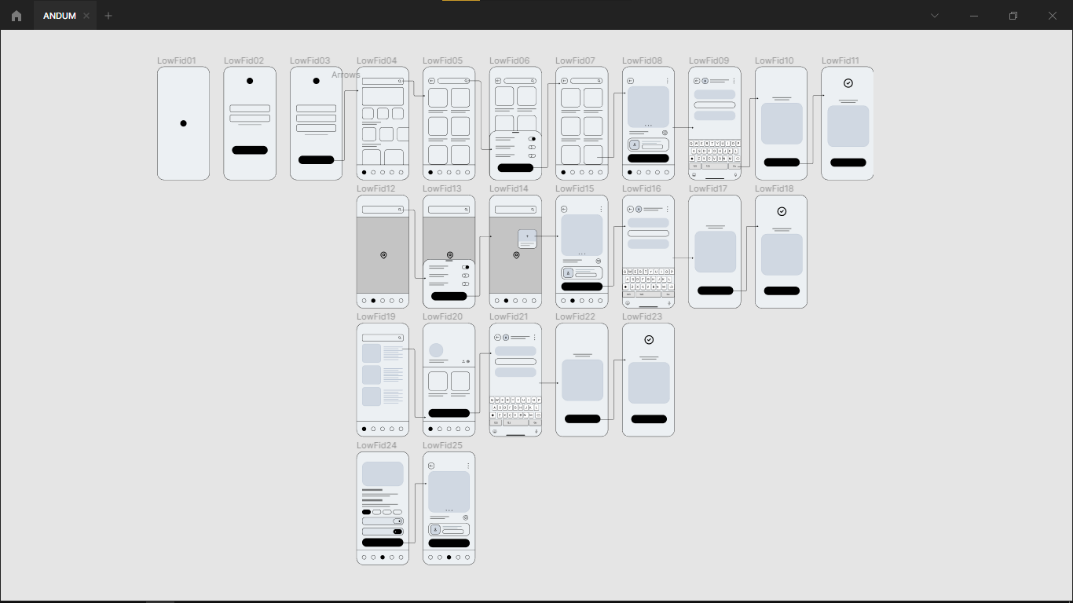 ANDUM
LowFid01 LowFid02 LowFid03 LowFid04 LowFid05 LowFid06 LowFid07 LowFid08 LowFid09 LowFid10 LowFid11
Arrows
LowFid12 LowFid13 LowFid14 LowFid15 LowFid16 LowFid17 LowFid18
LowFid19 LowFid20 LowFid21 LowFid22 LowFid23
LowFid24 LowFid25